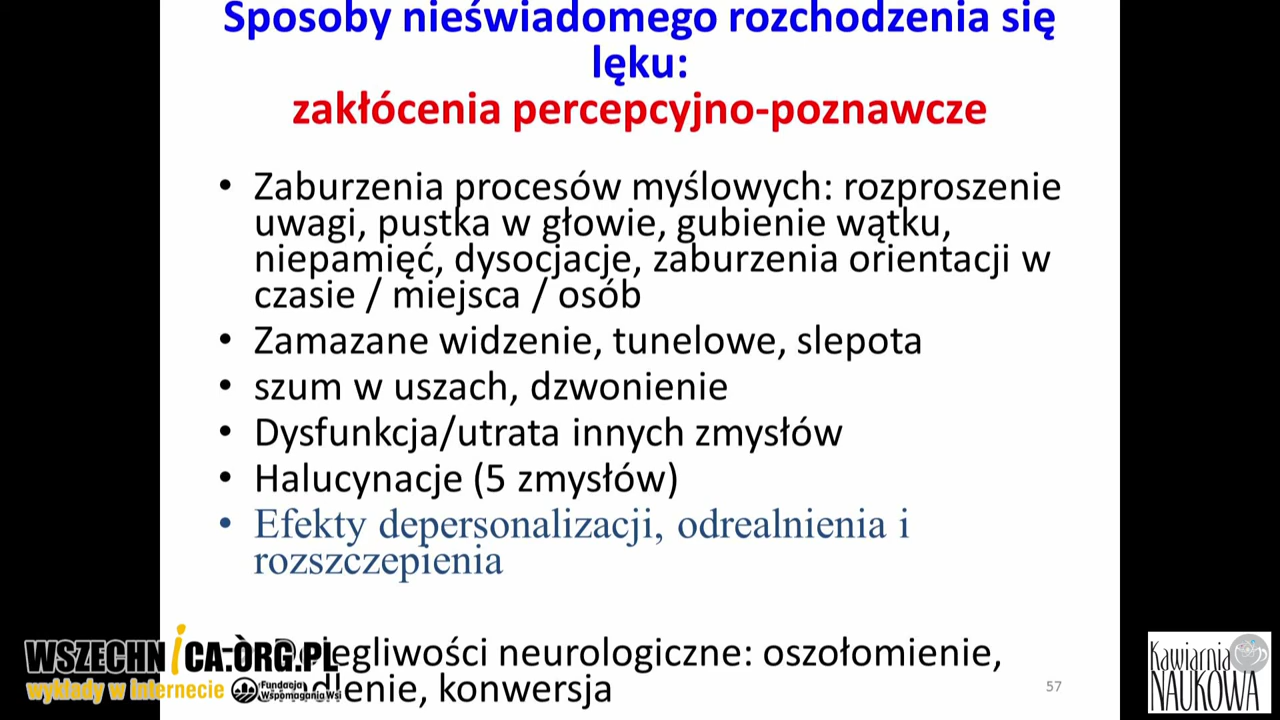 Sposoby nieświadomego rozchodzenia się
lęku:
zakłócenia percepcyjno-poznawcze
• Zaburzenia procesów myślowych: rozproszenie
uwagi, pustka w głowie, gubienie wątku,
niepamięć, dysocjacje, zaburzenia orientacji w
czasie / miejsca / osób
• Zamazane widzenie, tunelowe, slepota
• szum w uszach, dzwonienie
• Dysfunkcja/utrata innych zmysłów
• Halucynacje (5 zmysłów)
• Efekty depersonalizacji, odrealnienia i
rozszczepienia
neurologiczne: oszołomienie,
konwersja
57
WSZECHNiCA.ORG.PL
wykłady w internecie
Fundacja
Wspomagania Wsi
Kawiarnia
NAUKOWA